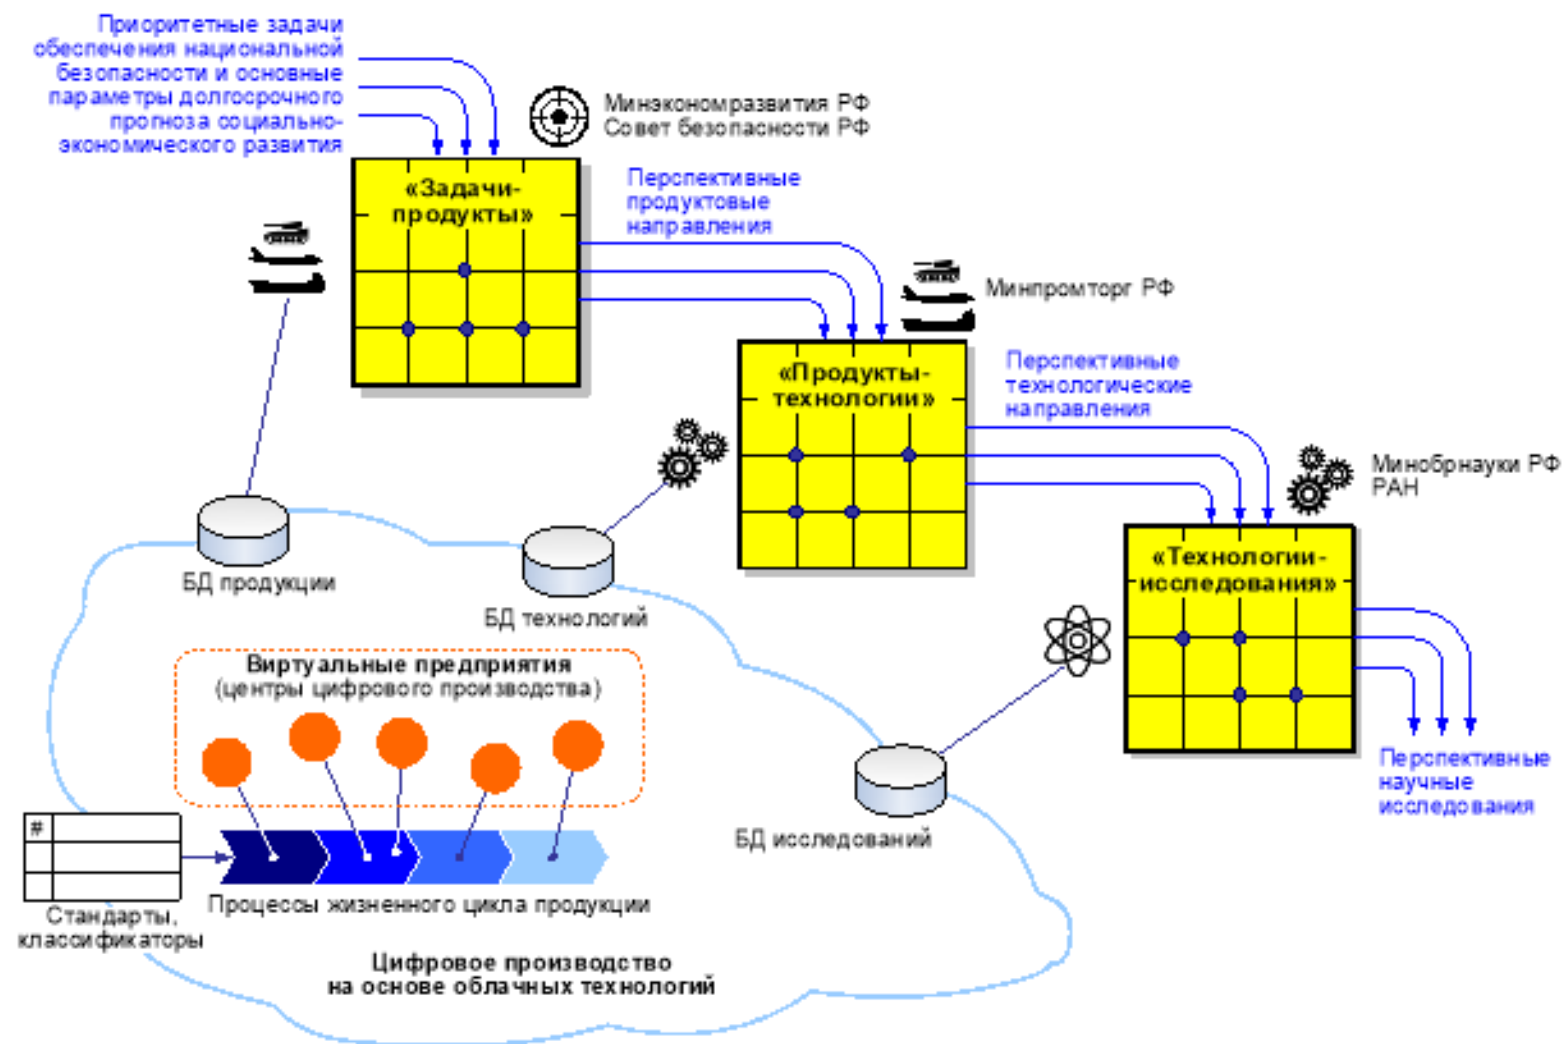 Приоритетные задачи
обеспечения национальной
безопасности и основные
параметры долгосрочного
прогноза социально-
экономического развития
Минэкономразвития РФ
Совет безопасности РФ
«Задачи-
продукты»
Перспективные
продуктовые
направления
Минпромторг РФ
«Продукты-
технологии»
Перспективные
технологические
направления
Минобрнауки РФ
РАН
«Технологии-
исследования»
Перспективные
научные
исследования
БД продукции
БД технологий
БД исследований
Виртуальные предприятия
(центры цифрового производства)
#
Стандарты,
классификаторы
Процессы жизненного цикла продукции
Цифровое производство
на основе облачных технологий